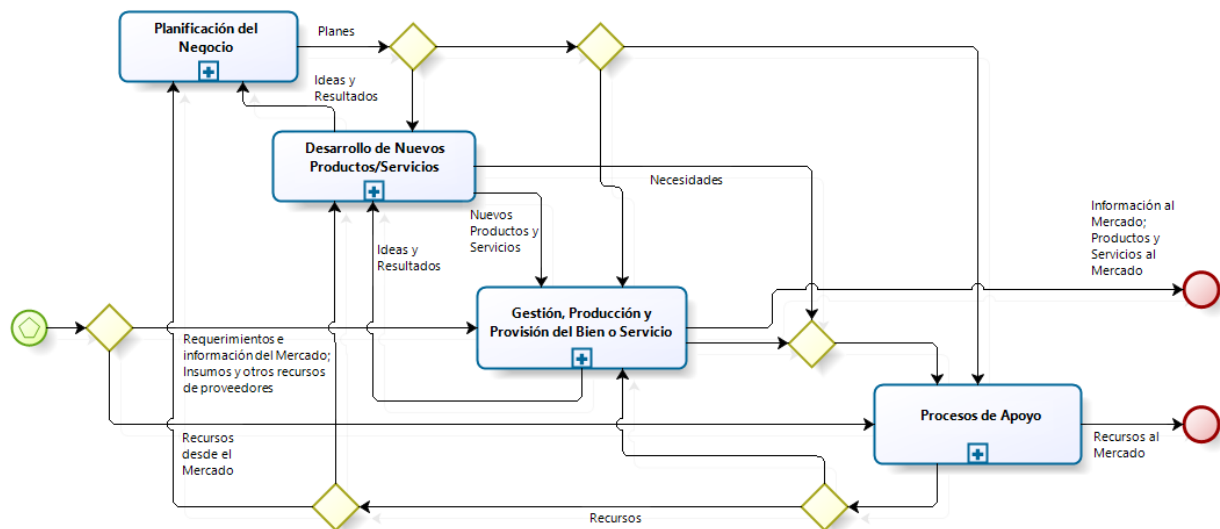 Planificación del
Negocio
Planes
Ideas y
Resultados
Desarrollo de Nuevos
Productos/Servicios
Necesidades
Nuevos
Productos y
Servicios
Ideas y
Resultados
Información al
Mercado;
Productos y
Servicios al
Mercado
Gestión, Producción y
Provisión del Bien o Servicio
Requerimientos e
información del Mercado;
Insumos y otros recursos
de proveedores
Procesos de Apoyo
Recursos
desde el
Mercado
Recursos al
Mercado
Recursos